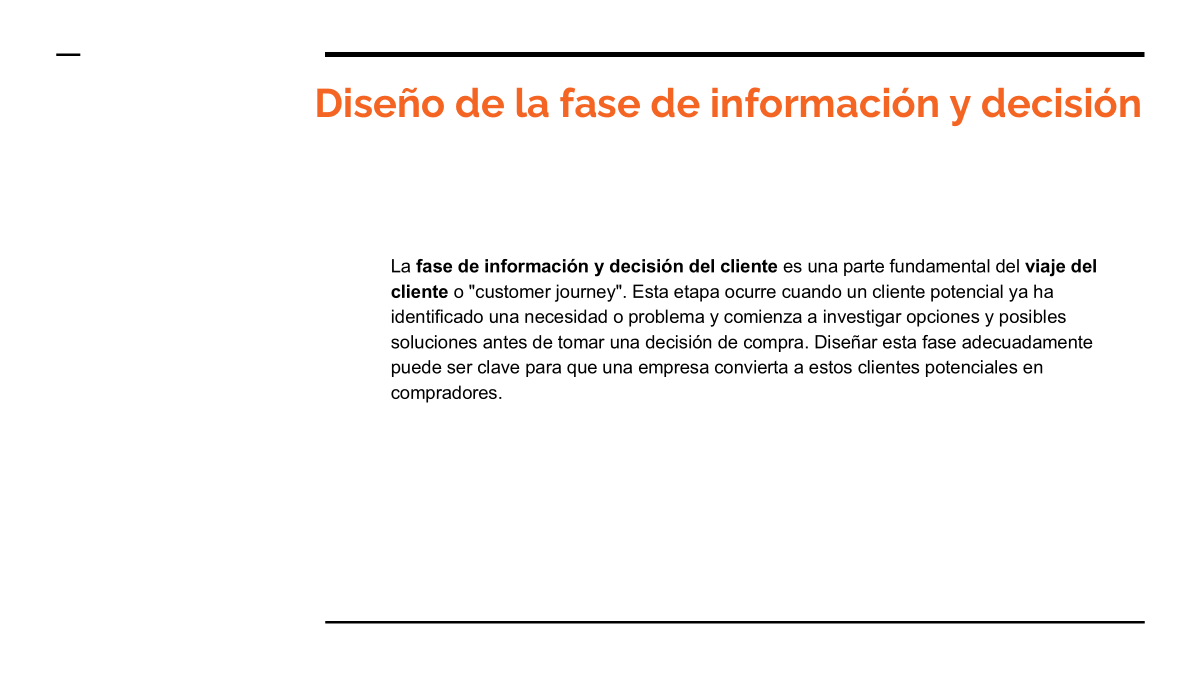 Diseño de la fase de información y decisión
La fase de información y decisión del cliente es una parte fundamental del viaje del
cliente o "customer journey". Esta etapa ocurre cuando un cliente potencial ya ha
identificado una necesidad o problema y comienza a investigar opciones y posibles
soluciones antes de tomar una decisión de compra. Diseñar esta fase adecuadamente
puede ser clave para que una empresa convierta a estos clientes potenciales en
compradores.